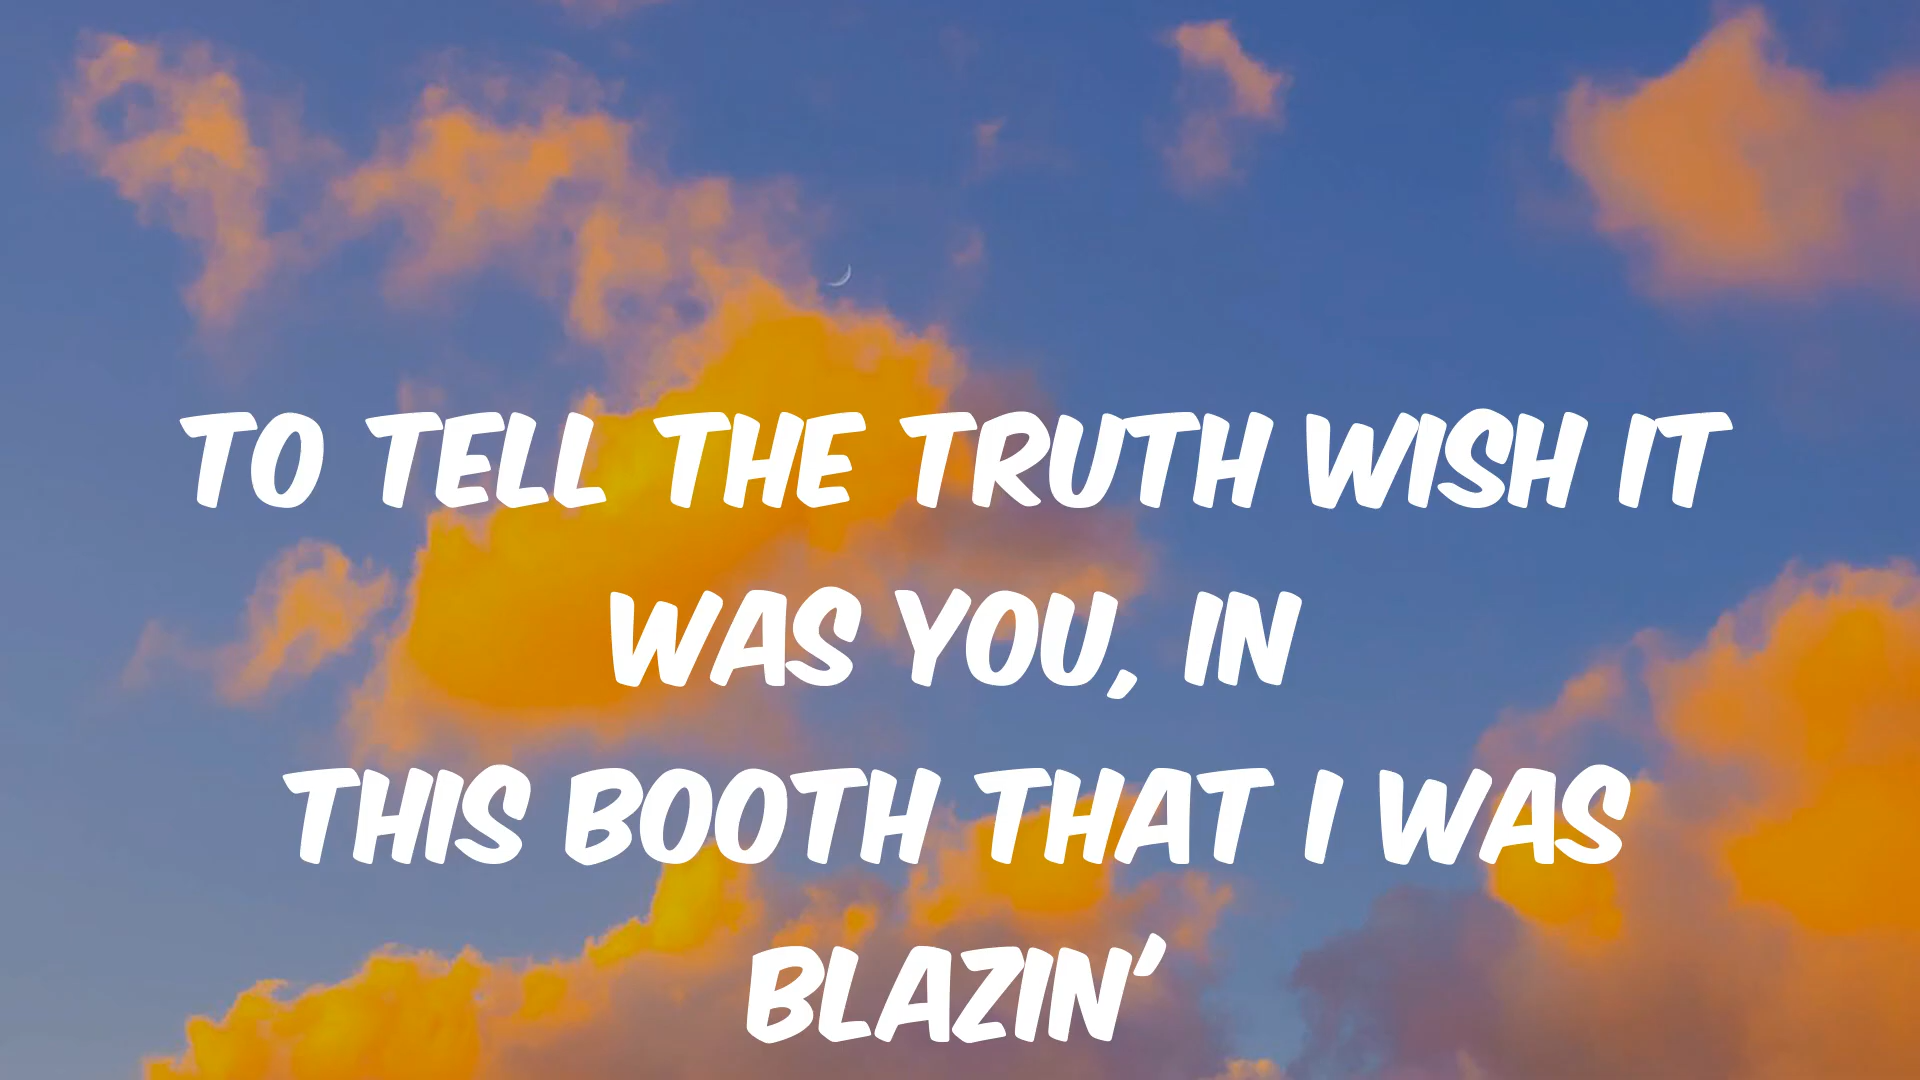 TO TELL THE TRUTH WISH IT
WAS YOU, IN
THIS BOOTH THAT I WAS
BLAZIN'